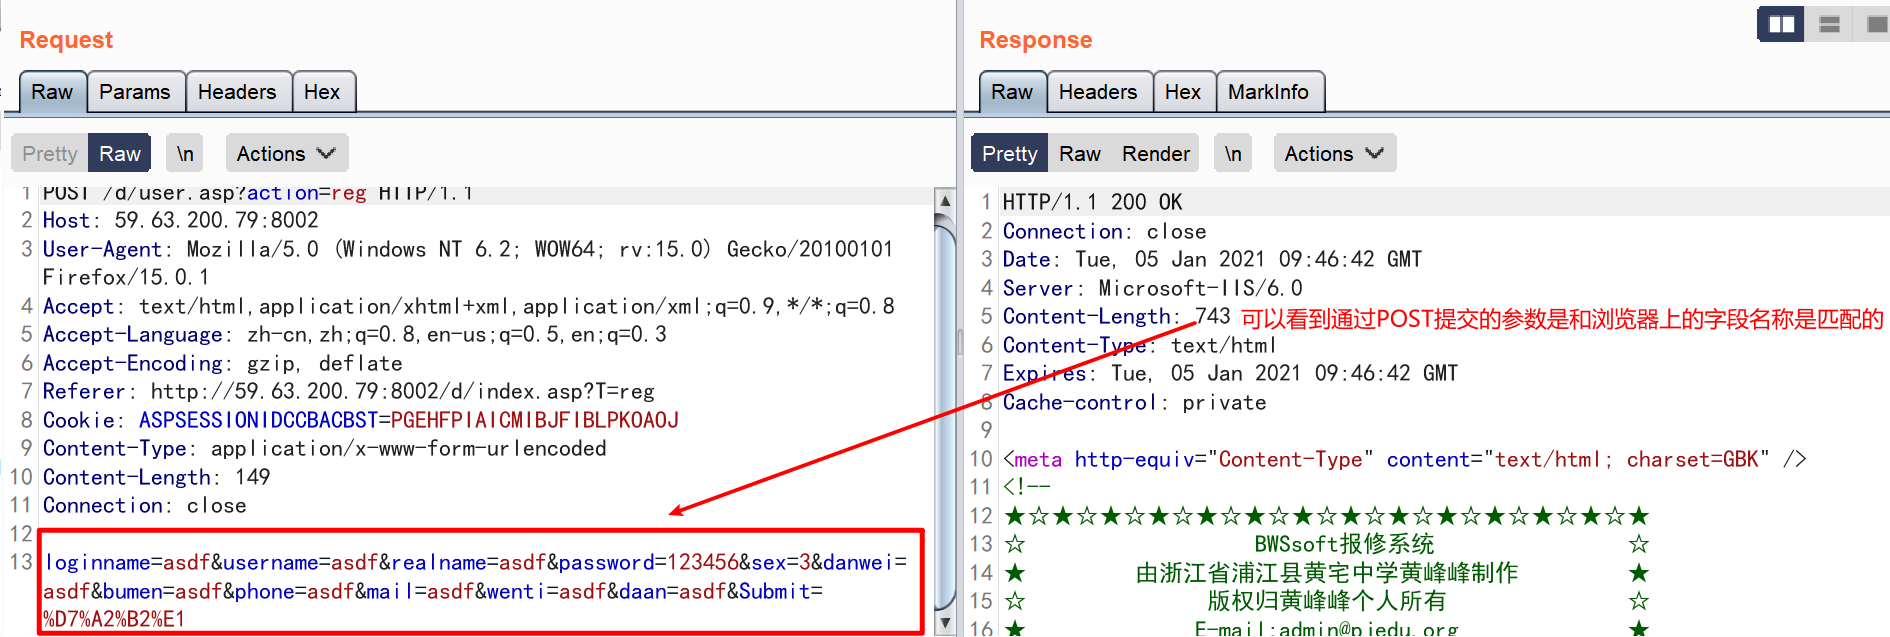 Request
Raw Params Headers Hex
Pretty Raw \n Actions
1 POST /d/user.asp?action=reg HTTP/1.1
2 Host: 59.63.200.79:8002
3 User-Agent: Mozilla/5.0 (Windows NT 6.2; WOW64; rv:15.0) Gecko/20100101
Firefox/15.0.1
4 Accept: text/html,application/xhtml+xml,application/xml;q=0.9,*/*;q=0.8
5 Accept-Language: zh-cn,zh;q=0.8,en-us;q=0.5,en;q=0.3
6 Accept-Encoding: gzip, deflate
7 Referer: http://59.63.200.79:8002/d/index.asp?T=reg
8 Cookie: ASPSESSIONIDCCBACBST=PGEHFPIAICMIBJFIBLPKOAOJ
9 Content-Type: application/x-www-form-urlencoded
10 Content-Length: 149
11 Connection: close
12
13 loginname=asdf&username=asdf&realname=asdf&password=123456&sex=3&danwei=
asdf&bumen=asdf&phone=asdf&mail=asdf&wenti=asdf&daan=asdf&Submit=
%D7%A2%B2%E1
Response
Raw Headers Hex MarkInfo
Pretty Raw Render \n Actions
1 HTTP/1.1 200 OK
2 Connection: close
3 Date: Tue, 05 Jan 2021 09:46:42 GMT
4 Server: Microsoft-IIS/6.0
5 Content-Length: 743 可以看到通过POST提交的参数是和浏览器上的字段名称是匹配的
6 Content-Type: text/html
7 Expires: Tue, 05 Jan 2021 09:46:42 GMT
8 Cache-control: private
9
10 <meta http-equiv="Content-Type" content="text/html; charset=GBK" />
11 <!--
12 ★☆★☆★☆★☆★☆★☆★☆★☆★☆★☆★☆★☆★☆★
13 ☆ BWSsoft报修系统 ☆
14 ★ 由浙江省浦江县黄宅中学黄峰峰制作 ★
15 ☆ 版权归黄峰峰个人所有 ☆
16 ★ E-mail:admin@pjedu.org ★